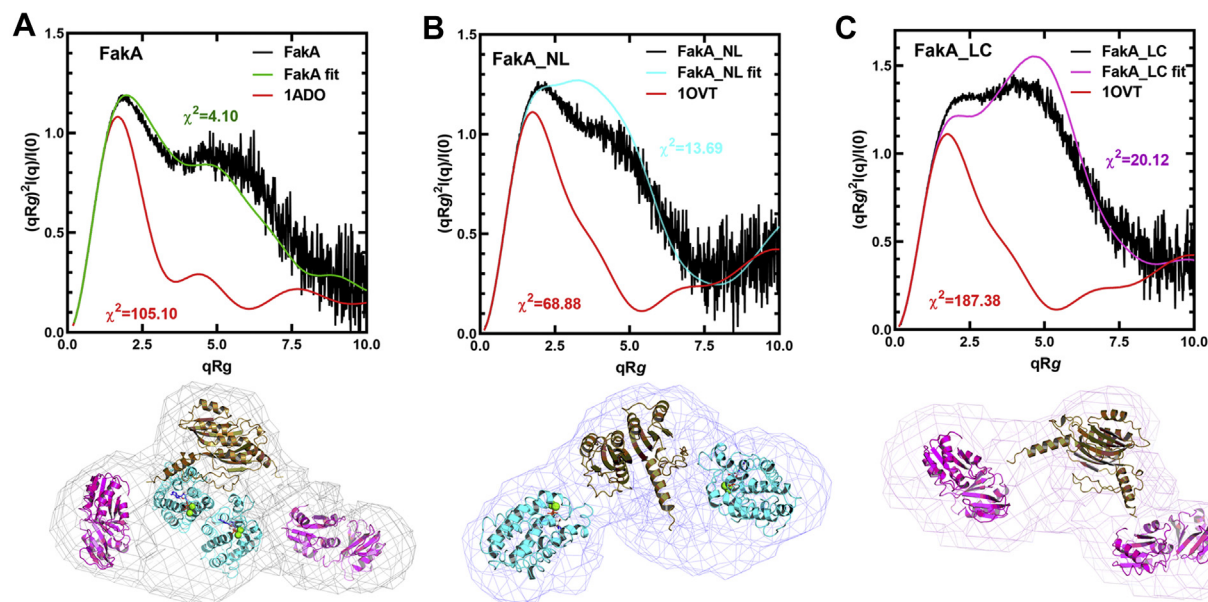 A
FakA
FakA
FakA fit
1ADO
χ²=4.10
χ²=105.10
(qRg)²I(q)/I(0)
1.5
1.0
0.5
0.0
0.0 2.5 5.0 7.5 10.0
qRg
B
FakA_NL
FakA_NL
FakA_NL fit
1OVT
χ²=13.69
χ²=68.88
(qRg)²I(q)/I(0)
1.5
1.0
0.5
0.0
0.0 2.5 5.0 7.5 10.0
qRg
C
FakA_LC
FakA_LC
FakA_LC fit
1OVT
χ²=20.12
χ²=187.38
(qRg)²I(q)/I(0)
1.5
1.0
0.5
0.0
0.0 2.5 5.0 7.5 10.0
qRg